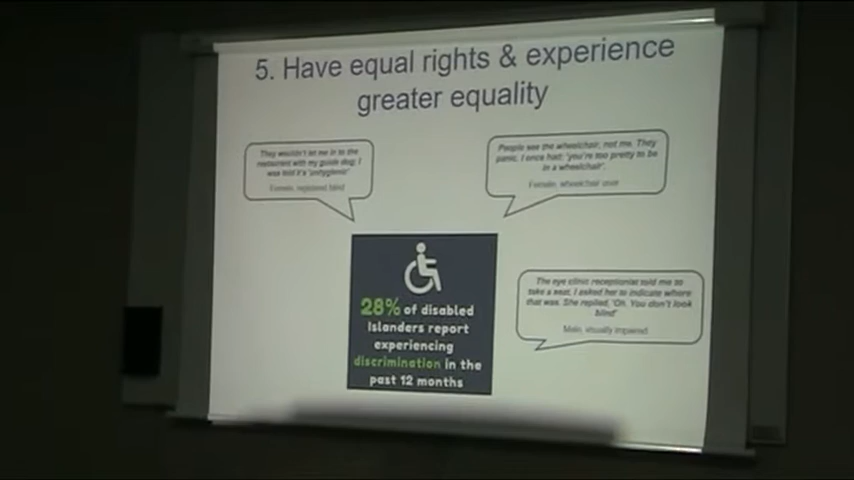 5. Have equal rights & experience
greater equality
They wouldn't let me in to the
restaurant with my guide dog; I
was told it's 'unhygienic'
Female, registered blind
People see the wheelchair, not me. They
panic. I once had; 'you're too pretty to be
in a wheelchair'.
Female, wheelchair user
28% of disabled
Islanders report
experiencing
discrimination in the
past 12 months
The eye clinic receptionist told me to
take a seat. I asked her to indicate where
that was. She replied, 'Oh. You don't look
blind'
Male, visually impaired